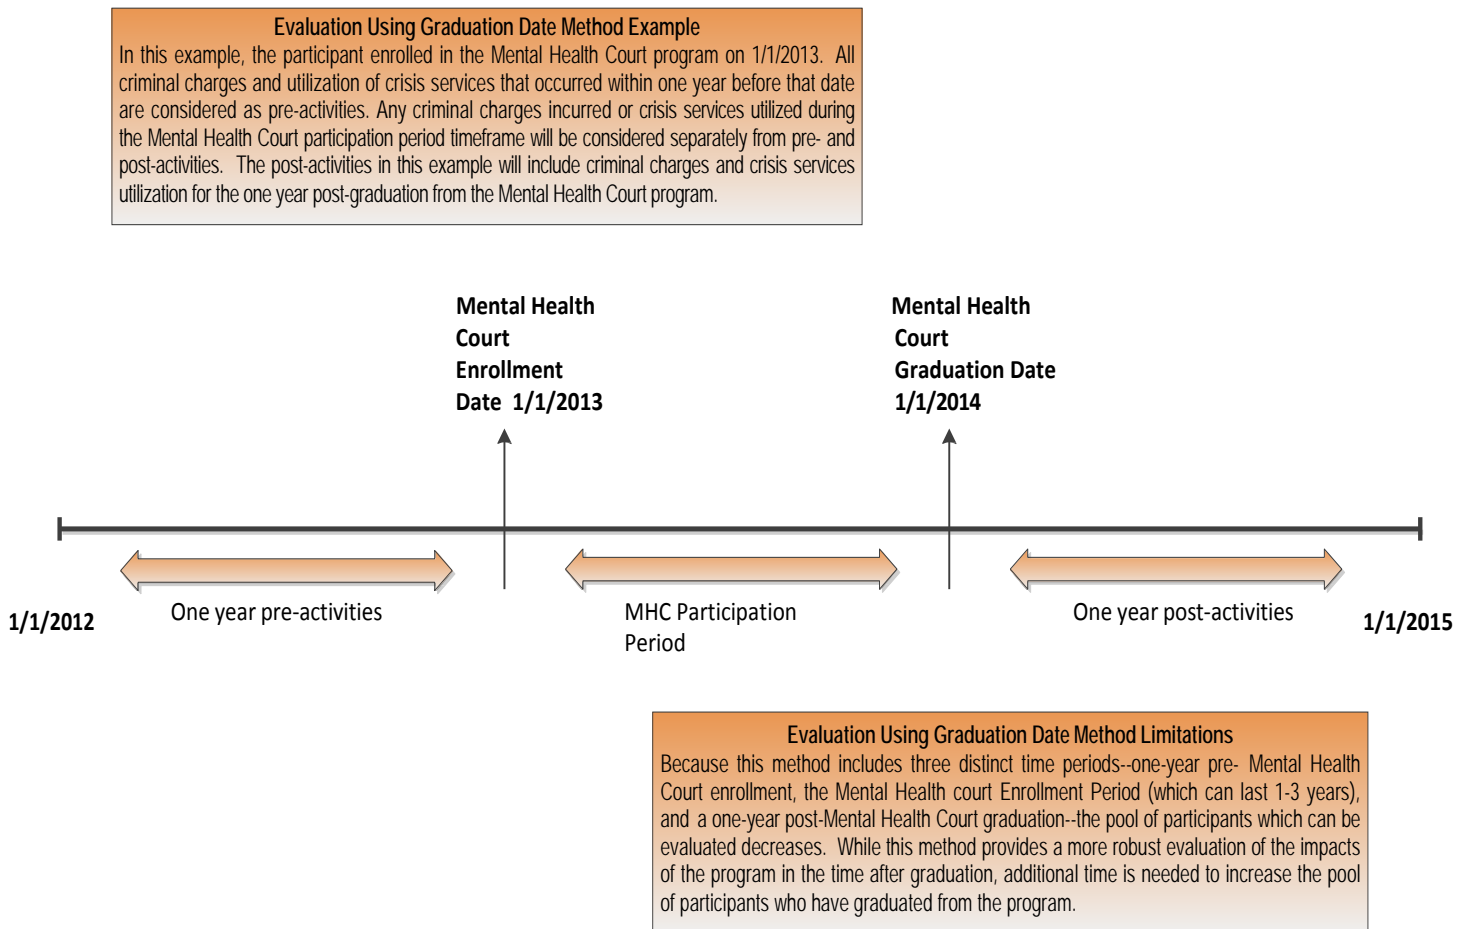 Evaluation Using Graduation Date Method Example
In this example, the participant enrolled in the Mental Health Court program on 1/1/2013. All
criminal charges and utilization of crisis services that occurred within one year before that date
are considered as pre-activities. Any criminal charges incurred or crisis services utilized during
the Mental Health Court participation period timeframe will be considered separately from pre- and
post-activities. The post-activities in this example will include criminal charges and crisis services
utilization for the one year post-graduation from the Mental Health Court program.
Mental Health
Court
Enrollment
Date 1/1/2013
Mental Health
Court
Graduation Date
1/1/2014
1/1/2012
One year pre-activities
MHC Participation
Period
One year post-activities
1/1/2015
Evaluation Using Graduation Date Method Limitations
Because this method includes three distinct time periods--one-year pre- Mental Health
Court enrollment, the Mental Health court Enrollment Period (which can last 1-3 years),
and a one-year post-Mental Health Court graduation--the pool of participants which can be
evaluated decreases. While this method provides a more robust evaluation of the impacts
of the program in the time after graduation, additional time is needed to increase the pool
of participants who have graduated from the program.